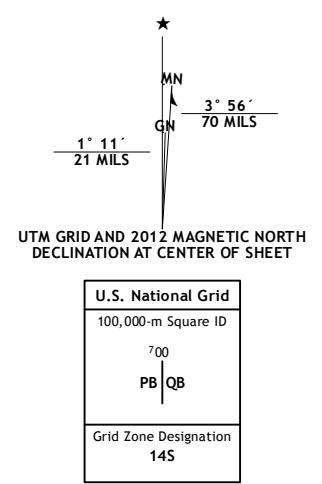 ★
MN
3° 56´
70 MILS
GN
1° 11´
21 MILS
UTM GRID AND 2012 MAGNETIC NORTH
DECLINATION AT CENTER OF SHEET
U.S. National Grid
100,000-m Square ID
⁷00
PB QB
Grid Zone Designation
14S